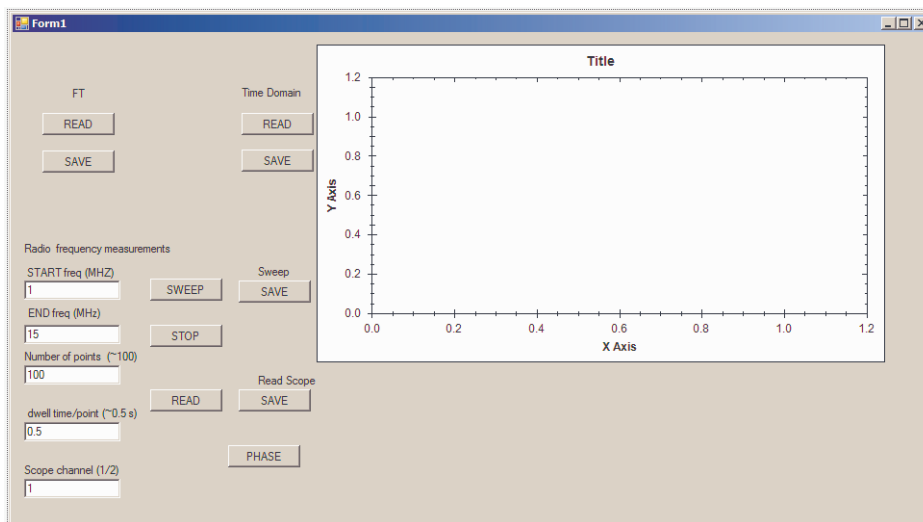 Form1
FT
READ
SAVE
Time Domain
READ
SAVE
Title
Y Axis
1.2
1.0
0.8
0.6
0.4
0.2
0.0
0.0 0.2 0.4 0.6 0.8 1.0 1.2
X Axis
Radio frequency measurements
START freq (MHZ)
1
SWEEP
Sweep
SAVE
END freq (MHz)
15
STOP
Number of points (~100)
100
READ
Read Scope
SAVE
dwell time/point (~0.5 s)
0.5
PHASE
Scope channel (1/2)
1